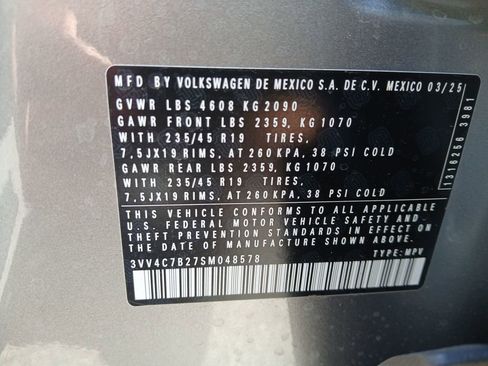 MFD BY VOLKSWAGEN DE MEXICO S.A. DE C.V. MEXICO 03/25
GVWR LBS 4608 KG 2090
GAWR FRONT LBS 2359, KG 1070
WITH 235/45 R19 TIRES,
7,5JX19 RIMS, AT 260 KPA, 38 PSI COLD
GAWR REAR LBS 2359, KG 1070
WITH 235/45 R19 TIRES,
7,5JX19 RIMS, AT 260 KPA, 38 PSI COLD
THIS VEHICLE CONFORMS TO ALL APPLICABLE
U.S. FEDERAL MOTOR VEHICLE SAFETY AND
THEFT PREVENTION STANDARDS IN EFFECT ON
THE DATE OF MANUFACTURE SHOWN ABOVE.
3VV4C7B27SM048578
TYPE: MPV
1316256 3981